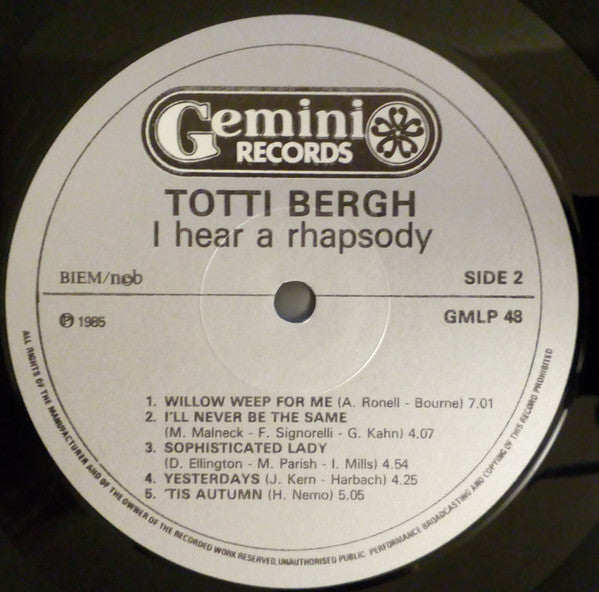 Gemini
RECORDS
TOTTI BERGH
I hear a rhapsody
BIEM/ncb
SIDE 2
℗ 1985
GMLP 48
1. WILLOW WEEP FOR ME (A. Ronell - Bourne) 7.01
2. I'LL NEVER BE THE SAME
(M. Malneck - F. Signorelli - G. Kahn) 4.07
3. SOPHISTICATED LADY
(D. Ellington - M. Parish - I. Mills) 4.54
4. YESTERDAYS (J. Kern - Harbach) 4.25
5. 'TIS AUTUMN (H. Nemo) 5.05
ALL RIGHTS OF THE MANUFACTURER AND OF THE OWNER OF THE RECORDED WORK RESERVED, UNAUTHORISED PUBLIC PERFORMANCE BROADCASTING AND COPYING OF THIS RECORD PROHIBITED